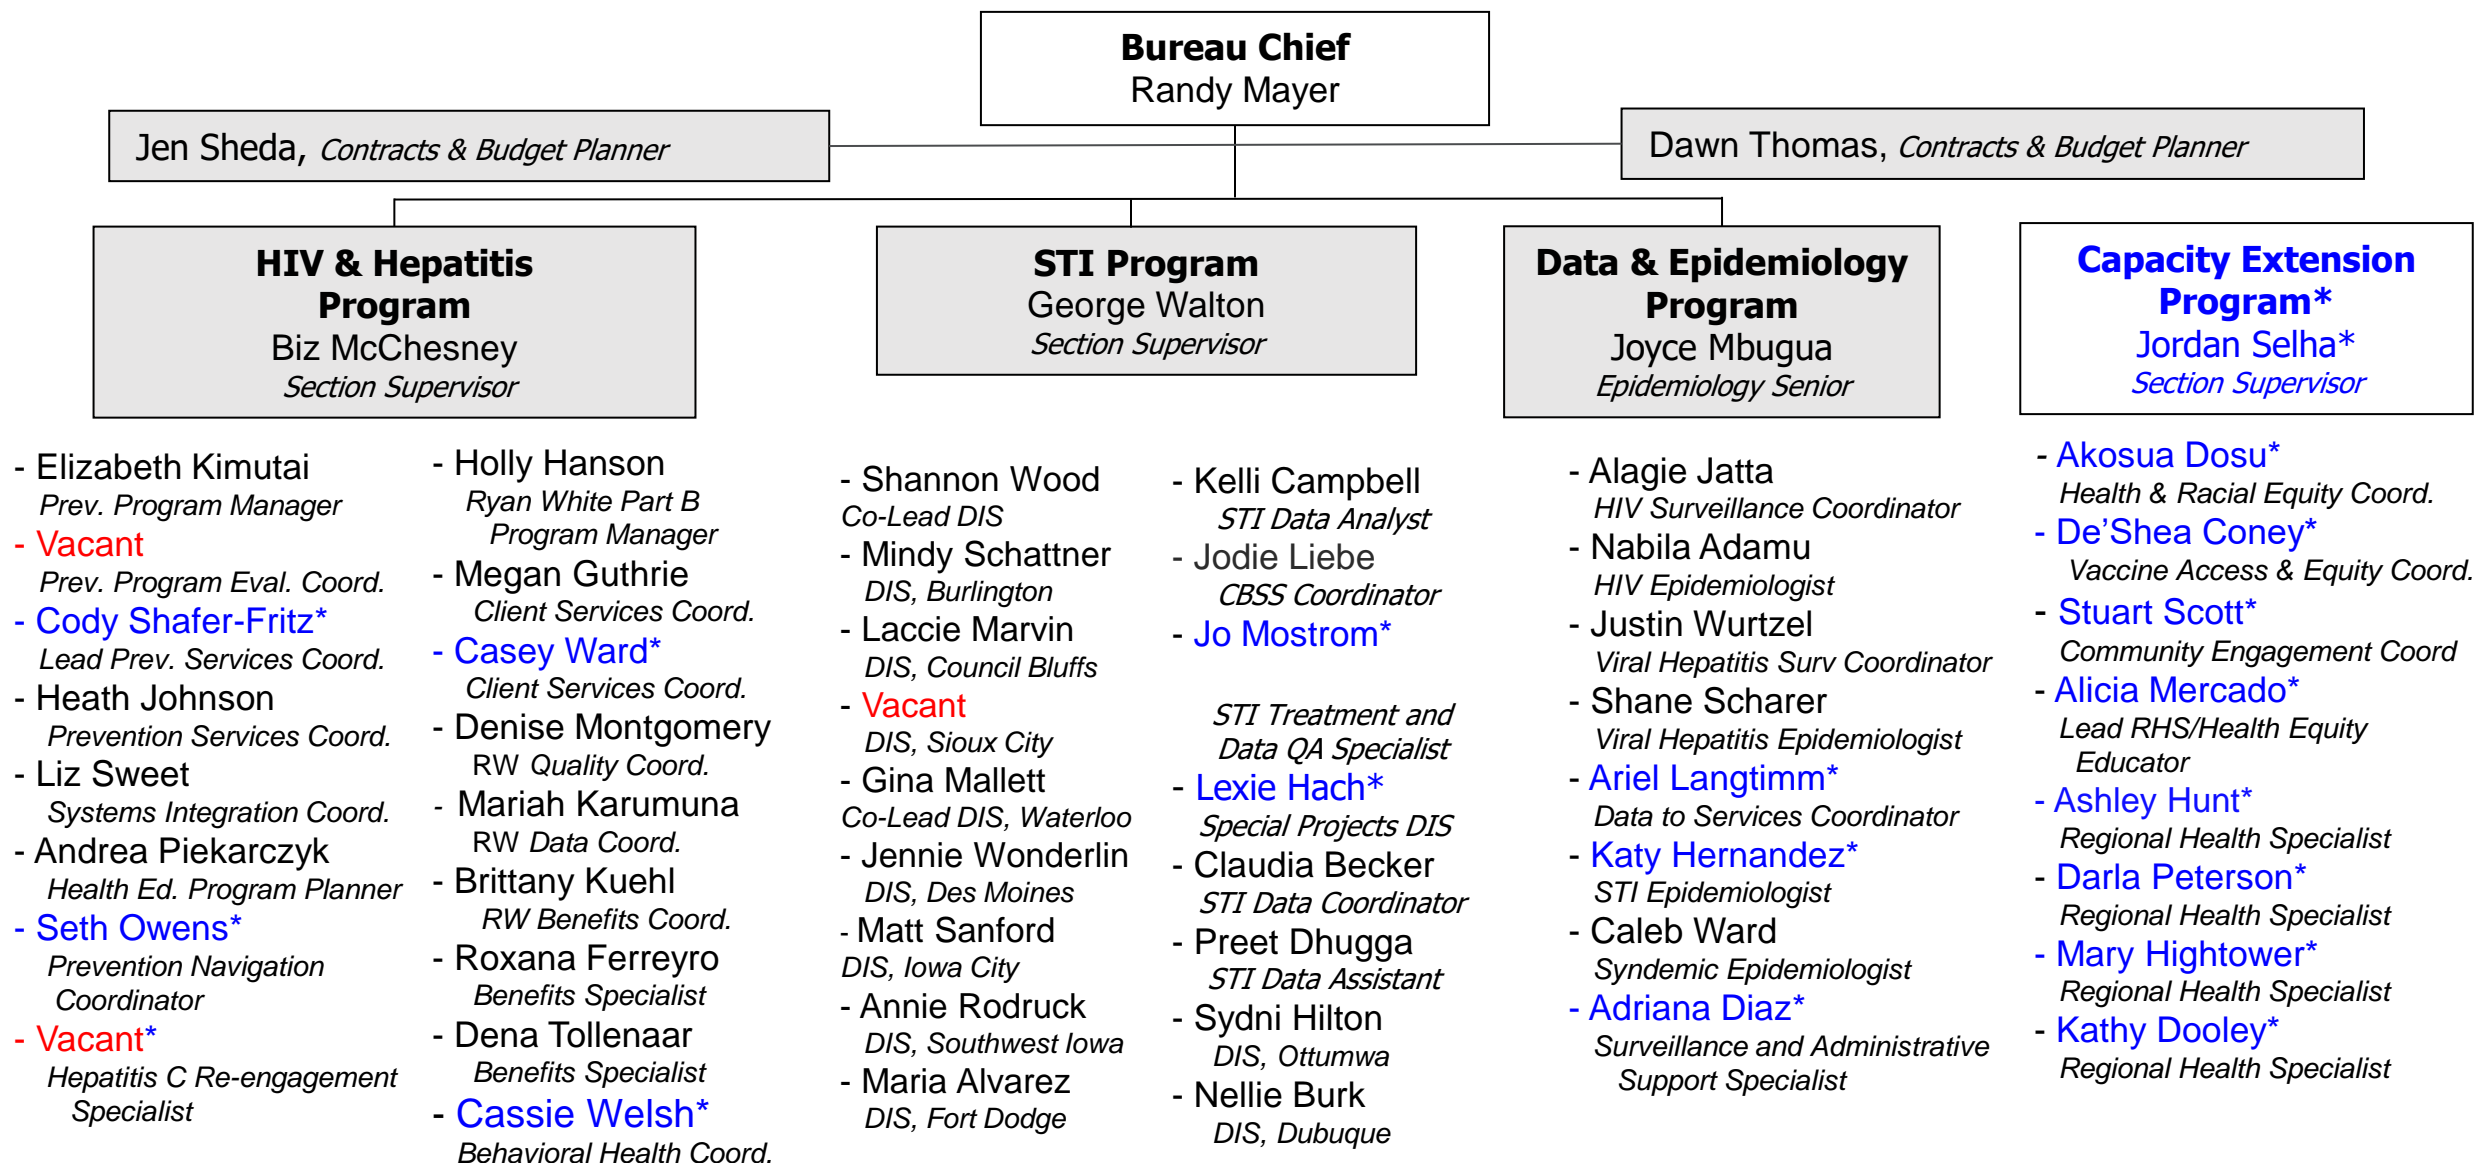 Bureau Chief
Randy Mayer
Jen Sheda, Contracts & Budget Planner
Dawn Thomas, Contracts & Budget Planner
HIV & Hepatitis
Program
Biz McChesney
Section Supervisor
STI Program
George Walton
Section Supervisor
Data & Epidemiology
Program
Joyce Mbugua
Epidemiology Senior
Capacity Extension
Program*
Jordan Selha*
Section Supervisor
- Elizabeth Kimutai
Prev. Program Manager
- Vacant
Prev. Program Eval. Coord.
- Cody Shafer-Fritz*
Lead Prev. Services Coord.
- Heath Johnson
Prevention Services Coord.
- Liz Sweet
Systems Integration Coord.
- Andrea Piekarczyk
Health Ed. Program Planner
- Seth Owens*
Prevention Navigation
Coordinator
- Vacant*
Hepatitis C Re-engagement
Specialist
- Holly Hanson
Ryan White Part B
Program Manager
- Megan Guthrie
Client Services Coord.
- Casey Ward*
Client Services Coord.
- Denise Montgomery
RW Quality Coord.
- Mariah Karumuna
RW Data Coord.
- Brittany Kuehl
RW Benefits Coord.
- Roxana Ferreyro
Benefits Specialist
- Dena Tollenaar
Benefits Specialist
- Cassie Welsh*
Behavioral Health Coord.
- Shannon Wood
Co-Lead DIS
- Mindy Schattner
DIS, Burlington
- Laccie Marvin
DIS, Council Bluffs
- Vacant
DIS, Sioux City
- Gina Mallett
Co-Lead DIS, Waterloo
- Jennie Wonderlin
DIS, Des Moines
- Matt Sanford
DIS, Iowa City
- Annie Rodruck
DIS, Southwest Iowa
- Maria Alvarez
DIS, Fort Dodge
- Kelli Campbell
STI Data Analyst
- Jodie Liebe
CBSS Coordinator
- Jo Mostrom*
STI Treatment and
Data QA Specialist
- Lexie Hach*
Special Projects DIS
- Claudia Becker
STI Data Coordinator
- Preet Dhugga
STI Data Assistant
- Sydni Hilton
DIS, Ottumwa
- Nellie Burk
DIS, Dubuque
- Alagie Jatta
HIV Surveillance Coordinator
- Nabila Adamu
HIV Epidemiologist
- Justin Wurtzel
Viral Hepatitis Surv Coordinator
- Shane Scharer
Viral Hepatitis Epidemiologist
- Ariel Langtimm*
Data to Services Coordinator
- Katy Hernandez*
STI Epidemiologist
- Caleb Ward
Syndemic Epidemiologist
- Adriana Diaz*
Surveillance and Administrative
Support Specialist
- Akosua Dosu*
Health & Racial Equity Coord.
- De’Shea Coney*
Vaccine Access & Equity Coord.
- Stuart Scott*
Community Engagement Coord
- Alicia Mercado*
Lead RHS/Health Equity
Educator
- Ashley Hunt*
Regional Health Specialist
- Darla Peterson*
Regional Health Specialist
- Mary Hightower*
Regional Health Specialist
- Kathy Dooley*
Regional Health Specialist